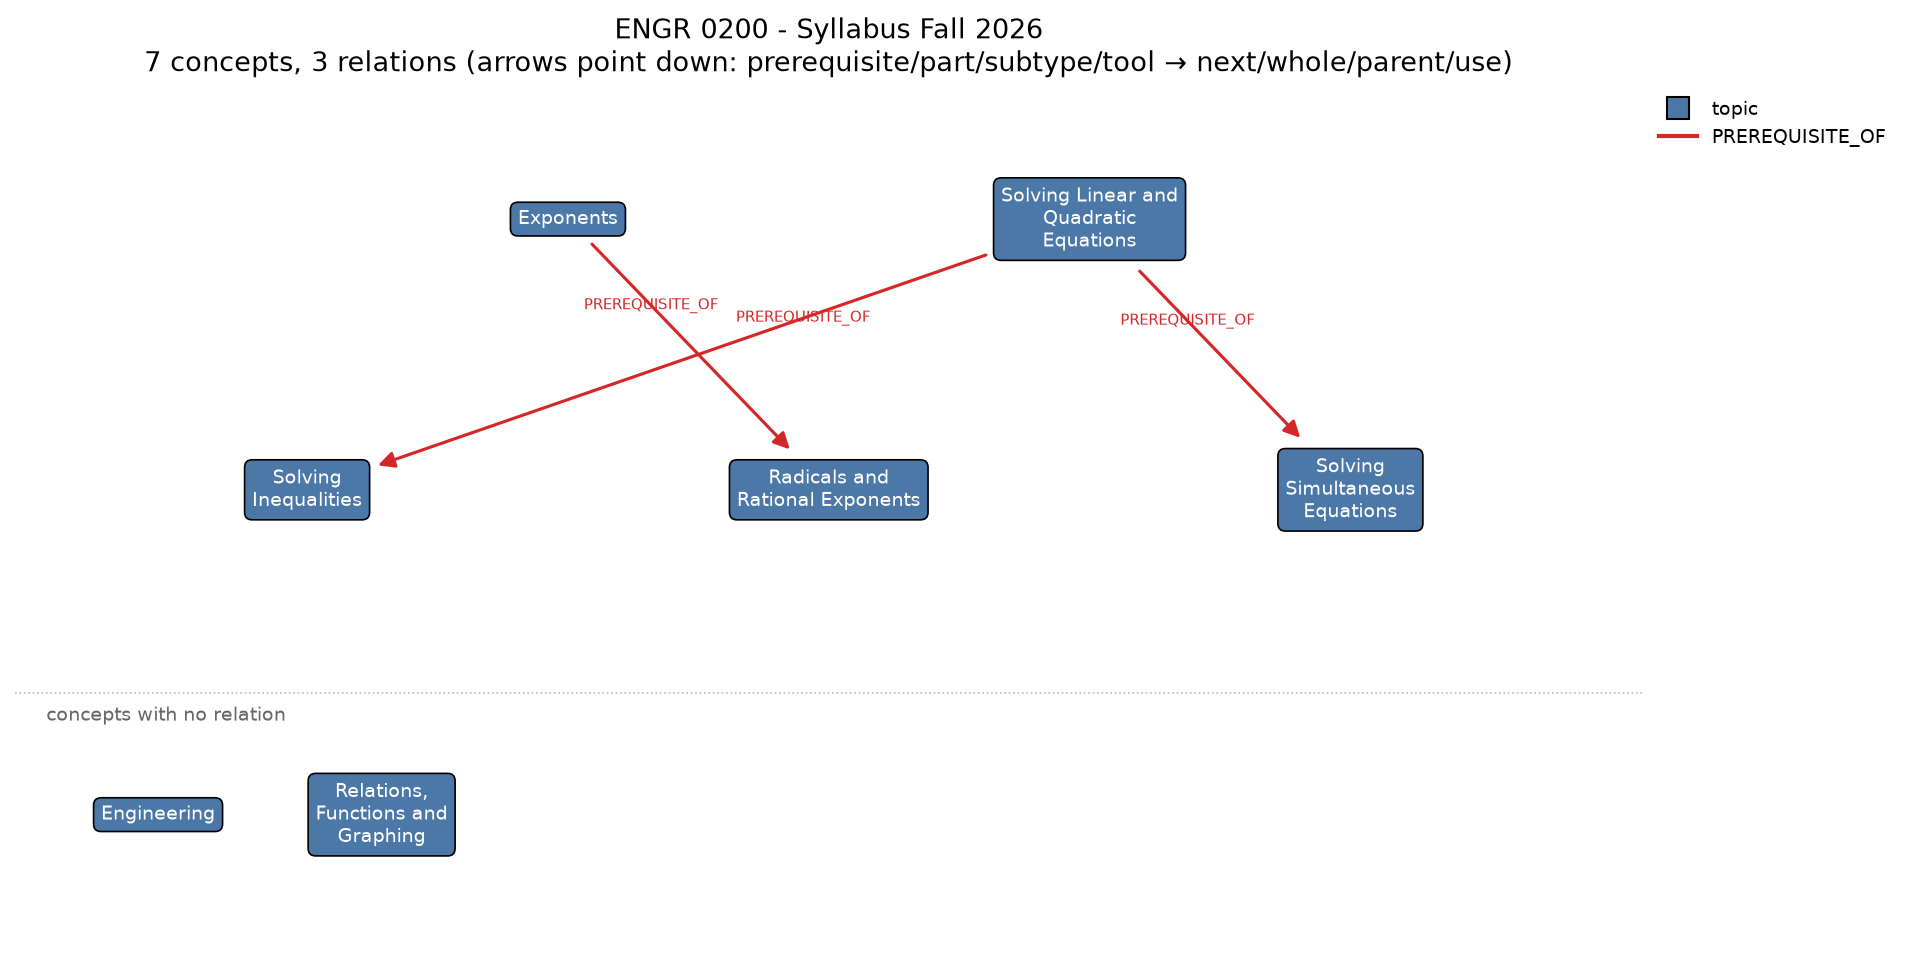 ENGR 0200 - Syllabus Fall 2026
7 concepts, 3 relations (arrows point down: prerequisite/part/subtype/tool → next/whole/parent/use)
topic
PREREQUISITE_OF
Exponents
Solving Linear and
Quadratic
Equations
PREREQUISITE_OF
PREREQUISITE_OF
PREREQUISITE_OF
Solving
Inequalities
Radicals and
Rational Exponents
Solving
Simultaneous
Equations
concepts with no relation
Engineering
Relations,
Functions and
Graphing